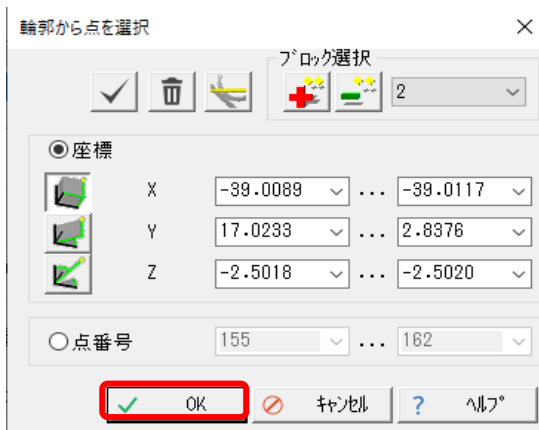 輪郭から点を選択
ブロック選択
2
座標
X -39.0089 ... -39.0117
Y 17.0233 ... 2.8376
Z -2.5018 ... -2.5020
点番号 155 ... 162
OK キャンセル ? ヘルプ